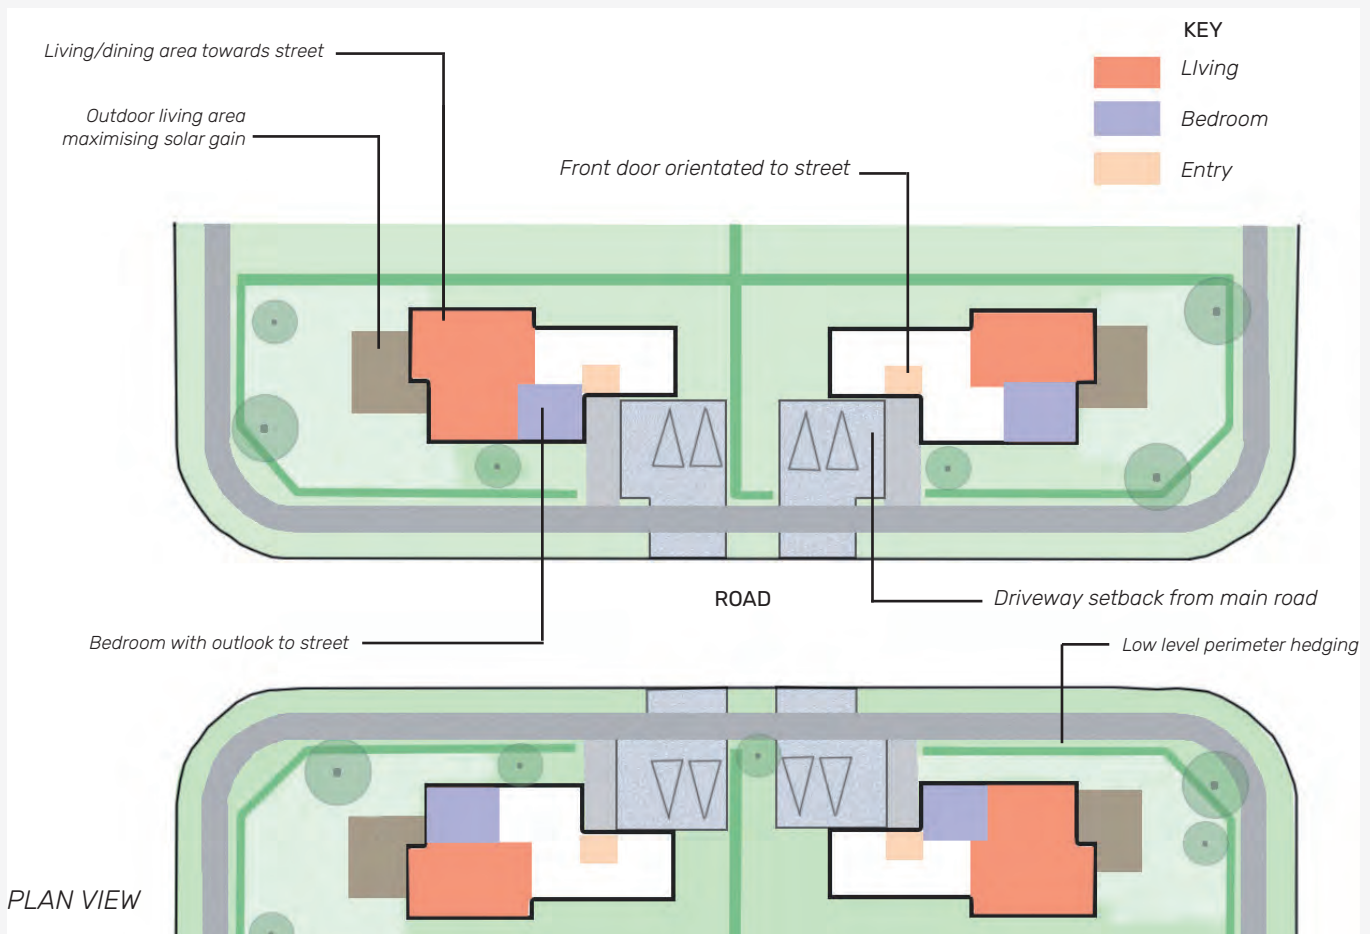 KEY
LIving
Bedroom
Entry
Living/dining area towards street
Outdoor living area
maximising solar gain
Front door orientated to street
ROAD
Driveway setback from main road
Bedroom with outlook to street
Low level perimeter hedging
PLAN VIEW